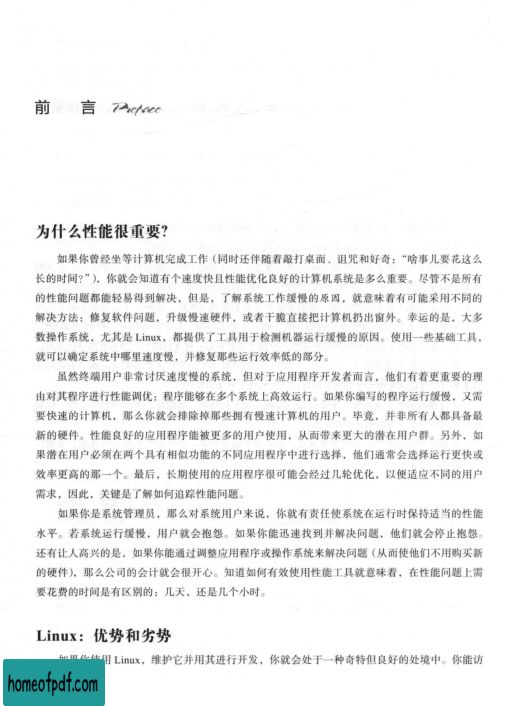 前 言 Preface
为什么性能很重要?
如果你曾经坐等计算机完成工作(同时还伴随着敲打桌面、诅咒和好奇:“啥事儿要花这么
长的时间?”),你就会知道有个速度快且性能优化良好的计算机系统是多么重要。尽管不是所有
的性能问题都能轻易得到解决,但是,了解系统工作缓慢的原因,就意味着有可能采用不同的
解决方法:修复软件问题,升级慢速硬件,或者干脆直接把计算机扔出窗外。幸运的是,大多
数操作系统,尤其是 Linux,都提供了工具用于检测机器运行缓慢的原因。使用一些基础工具,
就可以确定系统中哪里速度慢,并修复那些运行效率低的部分。
虽然终端用户非常讨厌速度慢的系统,但对于应用程序开发者而言,他们有着更重要的理
由对其程序进行性能调优:程序能够在多个系统上高效运行。如果你编写的程序运行缓慢,又需
要快速的计算机,那么你就会排除掉那些拥有慢速计算机的用户。毕竟,并非所有人都具备最
新的硬件。性能良好的应用程序能被更多的用户使用,从而带来更大的潜在用户群。另外,如
果潜在用户必须在两个具有相似功能的不同应用程序中进行选择,他们通常会选择运行更快或
效率更高的那一个。最后,长期使用的应用程序很可能会经过几轮优化,以便适应不同的用户
需求,因此,关键是了解如何追踪性能问题。
如果你是系统管理员,那么对系统用户来说,你就有责任使系统在运行时保持适当的性能
水平。若系统运行缓慢,用户就会抱怨。如果你能迅速找到并解决问题,他们就会停止抱怨。
还有让人高兴的是,如果你能通过调整应用程序或操作系统来解决问题(从而使他们不用购买新
的硬件),那么公司的会计就会很开心。知道如何有效使用性能工具就意味着,在性能问题上需
要花费的时间是有区别的:几天,还是几个小时。
Linux:优势和劣势
如果你使用 Linux,维护它并用其进行开发,你就会处于一种奇特但良好的处境中。你能访
homeofpdf.com